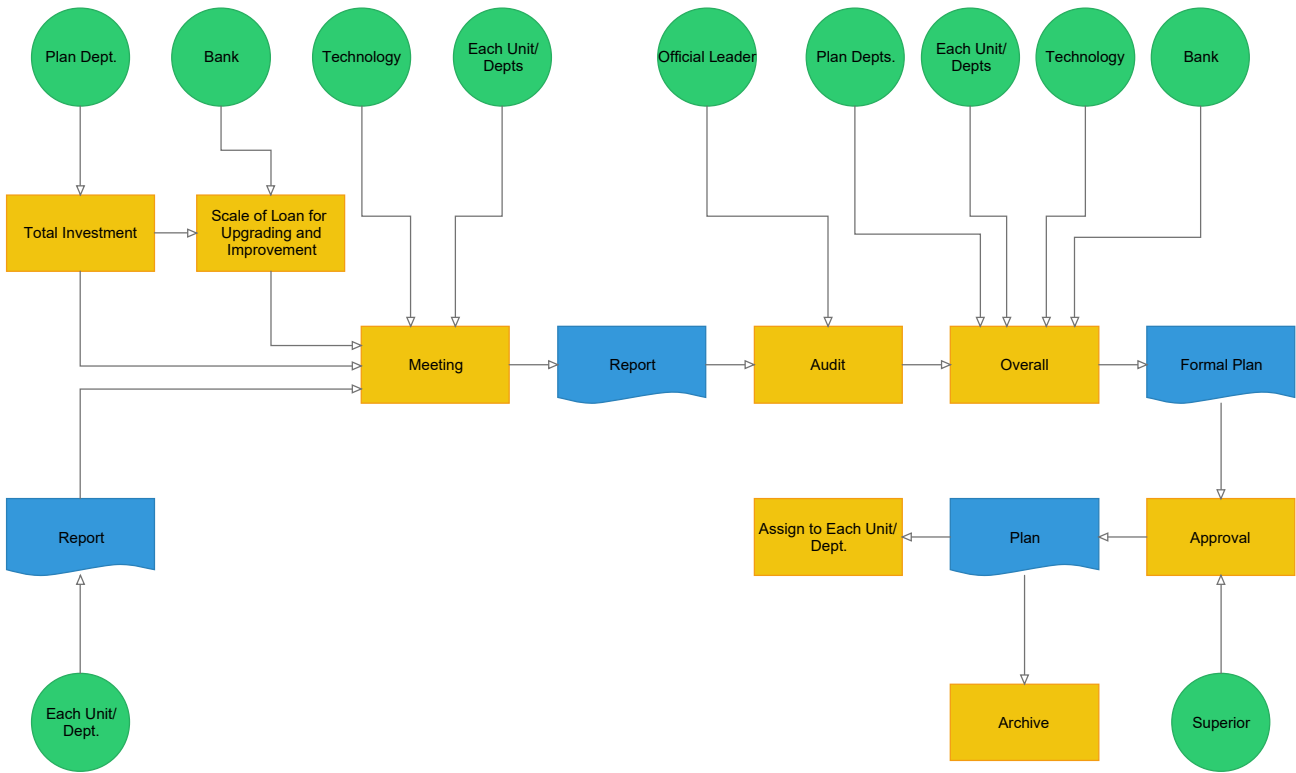 Plan Dept.
Bank
Technology
Each Unit/
Depts
Official Leader
Plan Depts.
Each Unit/
Depts
Technology
Bank
Total Investment
Scale of Loan for
Upgrading and
Improvement
Meeting
Report
Audit
Overall
Formal Plan
Report
Assign to Each Unit/
Dept.
Plan
Approval
Each Unit/
Dept.
Archive
Superior